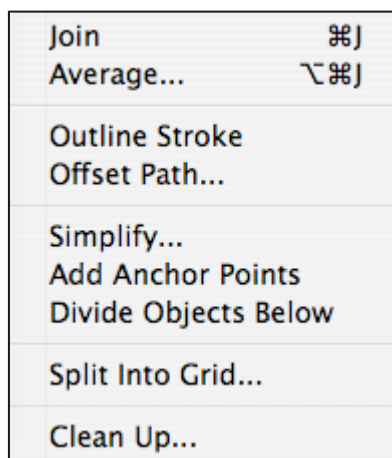 Join ⌘J
Average... ⌥⌘J
Outline Stroke
Offset Path...
Simplify...
Add Anchor Points
Divide Objects Below
Split Into Grid...
Clean Up...